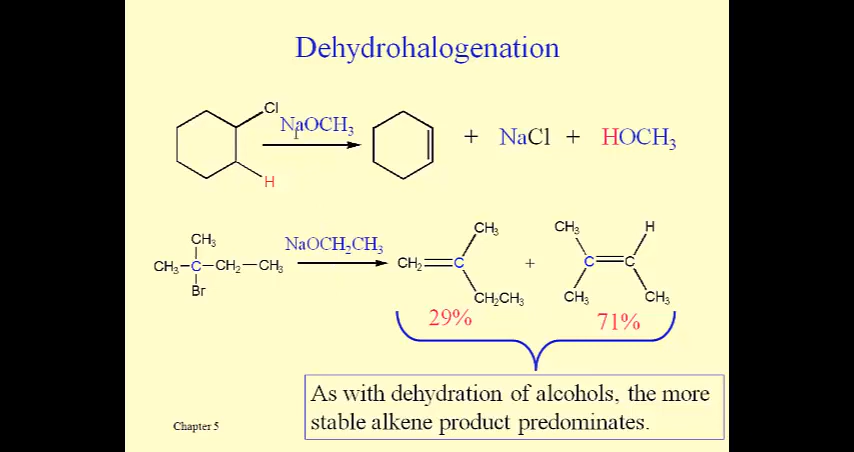 Dehydrohalogenation
Cl
NaOCH₃
H
+ NaCl + HOCH₃
CH₃
CH₃-C-CH₂-CH₃
Br
NaOCH₂CH₃
CH₃
CH₂=C
CH₂CH₃
29%
+
CH₃ H
C=C
CH₃ CH₃
71%
As with dehydration of alcohols, the more
stable alkene product predominates.
Chapter 5